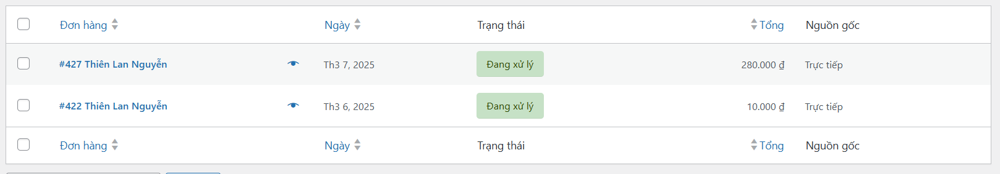 Đơn hàng Ngày Trạng thái Tổng Nguồn gốc
#427 Thiên Lan Nguyễn Th3 7, 2025 Đang xử lý 280.000 ₫ Trực tiếp
#422 Thiên Lan Nguyễn Th3 6, 2025 Đang xử lý 10.000 ₫ Trực tiếp
Đơn hàng Ngày Trạng thái Tổng Nguồn gốc